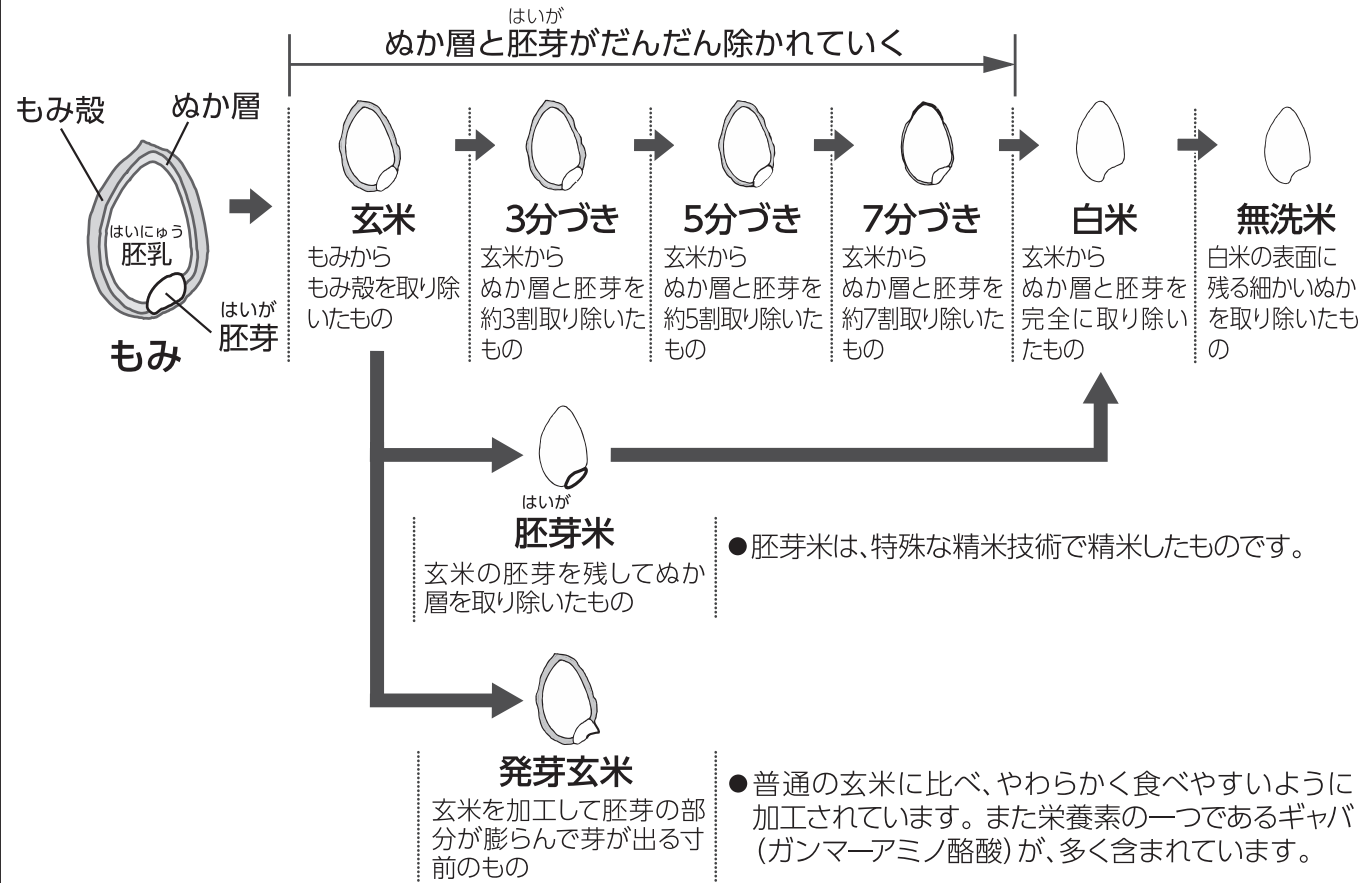 はいが
ぬか層と胚芽がだんだん除かれていく
もみ殻
ぬか層
はいにゅう
胚乳
はいが
胚芽
もみ
玄米
もみから
もみ殻を取り除
いたもの
3分づき
玄米から
ぬか層と胚芽を
約3割取り除いた
もの
5分づき
玄米から
ぬか層と胚芽を
約5割取り除いた
もの
7分づき
玄米から
ぬか層と胚芽を
約7割取り除いた
もの
白米
玄米から
ぬか層と胚芽を
完全に取り除い
たもの
無洗米
白米の表面に
残る細かいぬか
を取り除いたも
の
はいが
胚芽米
玄米の胚芽を残してぬか
層を取り除いたもの
●胚芽米は、特殊な精米技術で精米したものです。
発芽玄米
玄米を加工して胚芽の部
分が膨らんで芽が出る寸
前のもの
●普通の玄米に比べ、やわらかく食べやすいように
加工されています。また栄養素の一つであるギャバ
(ガンマーアミノ酪酸)が、多く含まれています。